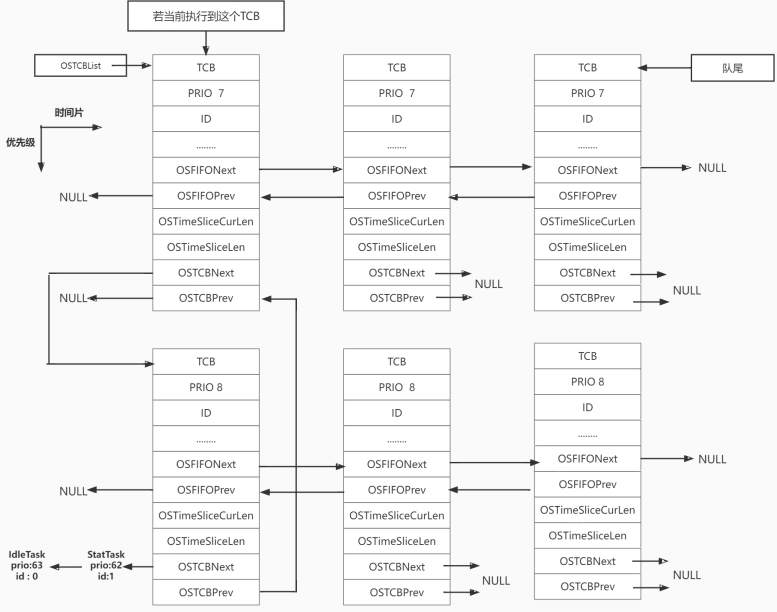 若当前执行到这个TCB
OSTCBList
队尾
时间片
优先级
TCB
PRIO 7
ID
........
OSFIFONext
OSFIFOPrev
OSTimeSliceCurLen
OSTimeSliceLen
OSTCBNext
OSTCBPrev
NULL
NULL
TCB
PRIO 7
ID
........
OSFIFONext
OSFIFOPrev
OSTimeSliceCurLen
OSTimeSliceLen
OSTCBNext
OSTCBPrev
NULL
TCB
PRIO 7
ID
........
OSFIFONext
OSFIFOPrev
OSTimeSliceCurLen
OSTimeSliceLen
OSTCBNext
OSTCBPrev
NULL
NULL
TCB
PRIO 8
ID
........
OSFIFONext
OSFIFOPrev
OSTimeSliceCurLen
OSTimeSliceLen
OSTCBNext
OSTCBPrev
NULL
IdleTask
prio:63
id : 0
StatTask
prio:62
id:1
TCB
PRIO 8
ID
........
OSFIFONext
OSFIFOPrev
OSTimeSliceCurLen
OSTimeSliceLen
OSTCBNext
OSTCBPrev
NULL
TCB
PRIO 8
ID
........
OSFIFONext
OSFIFOPrev
OSTimeSliceCurLen
OSTimeSliceLen
OSTCBNext
OSTCBPrev
NULL
NULL